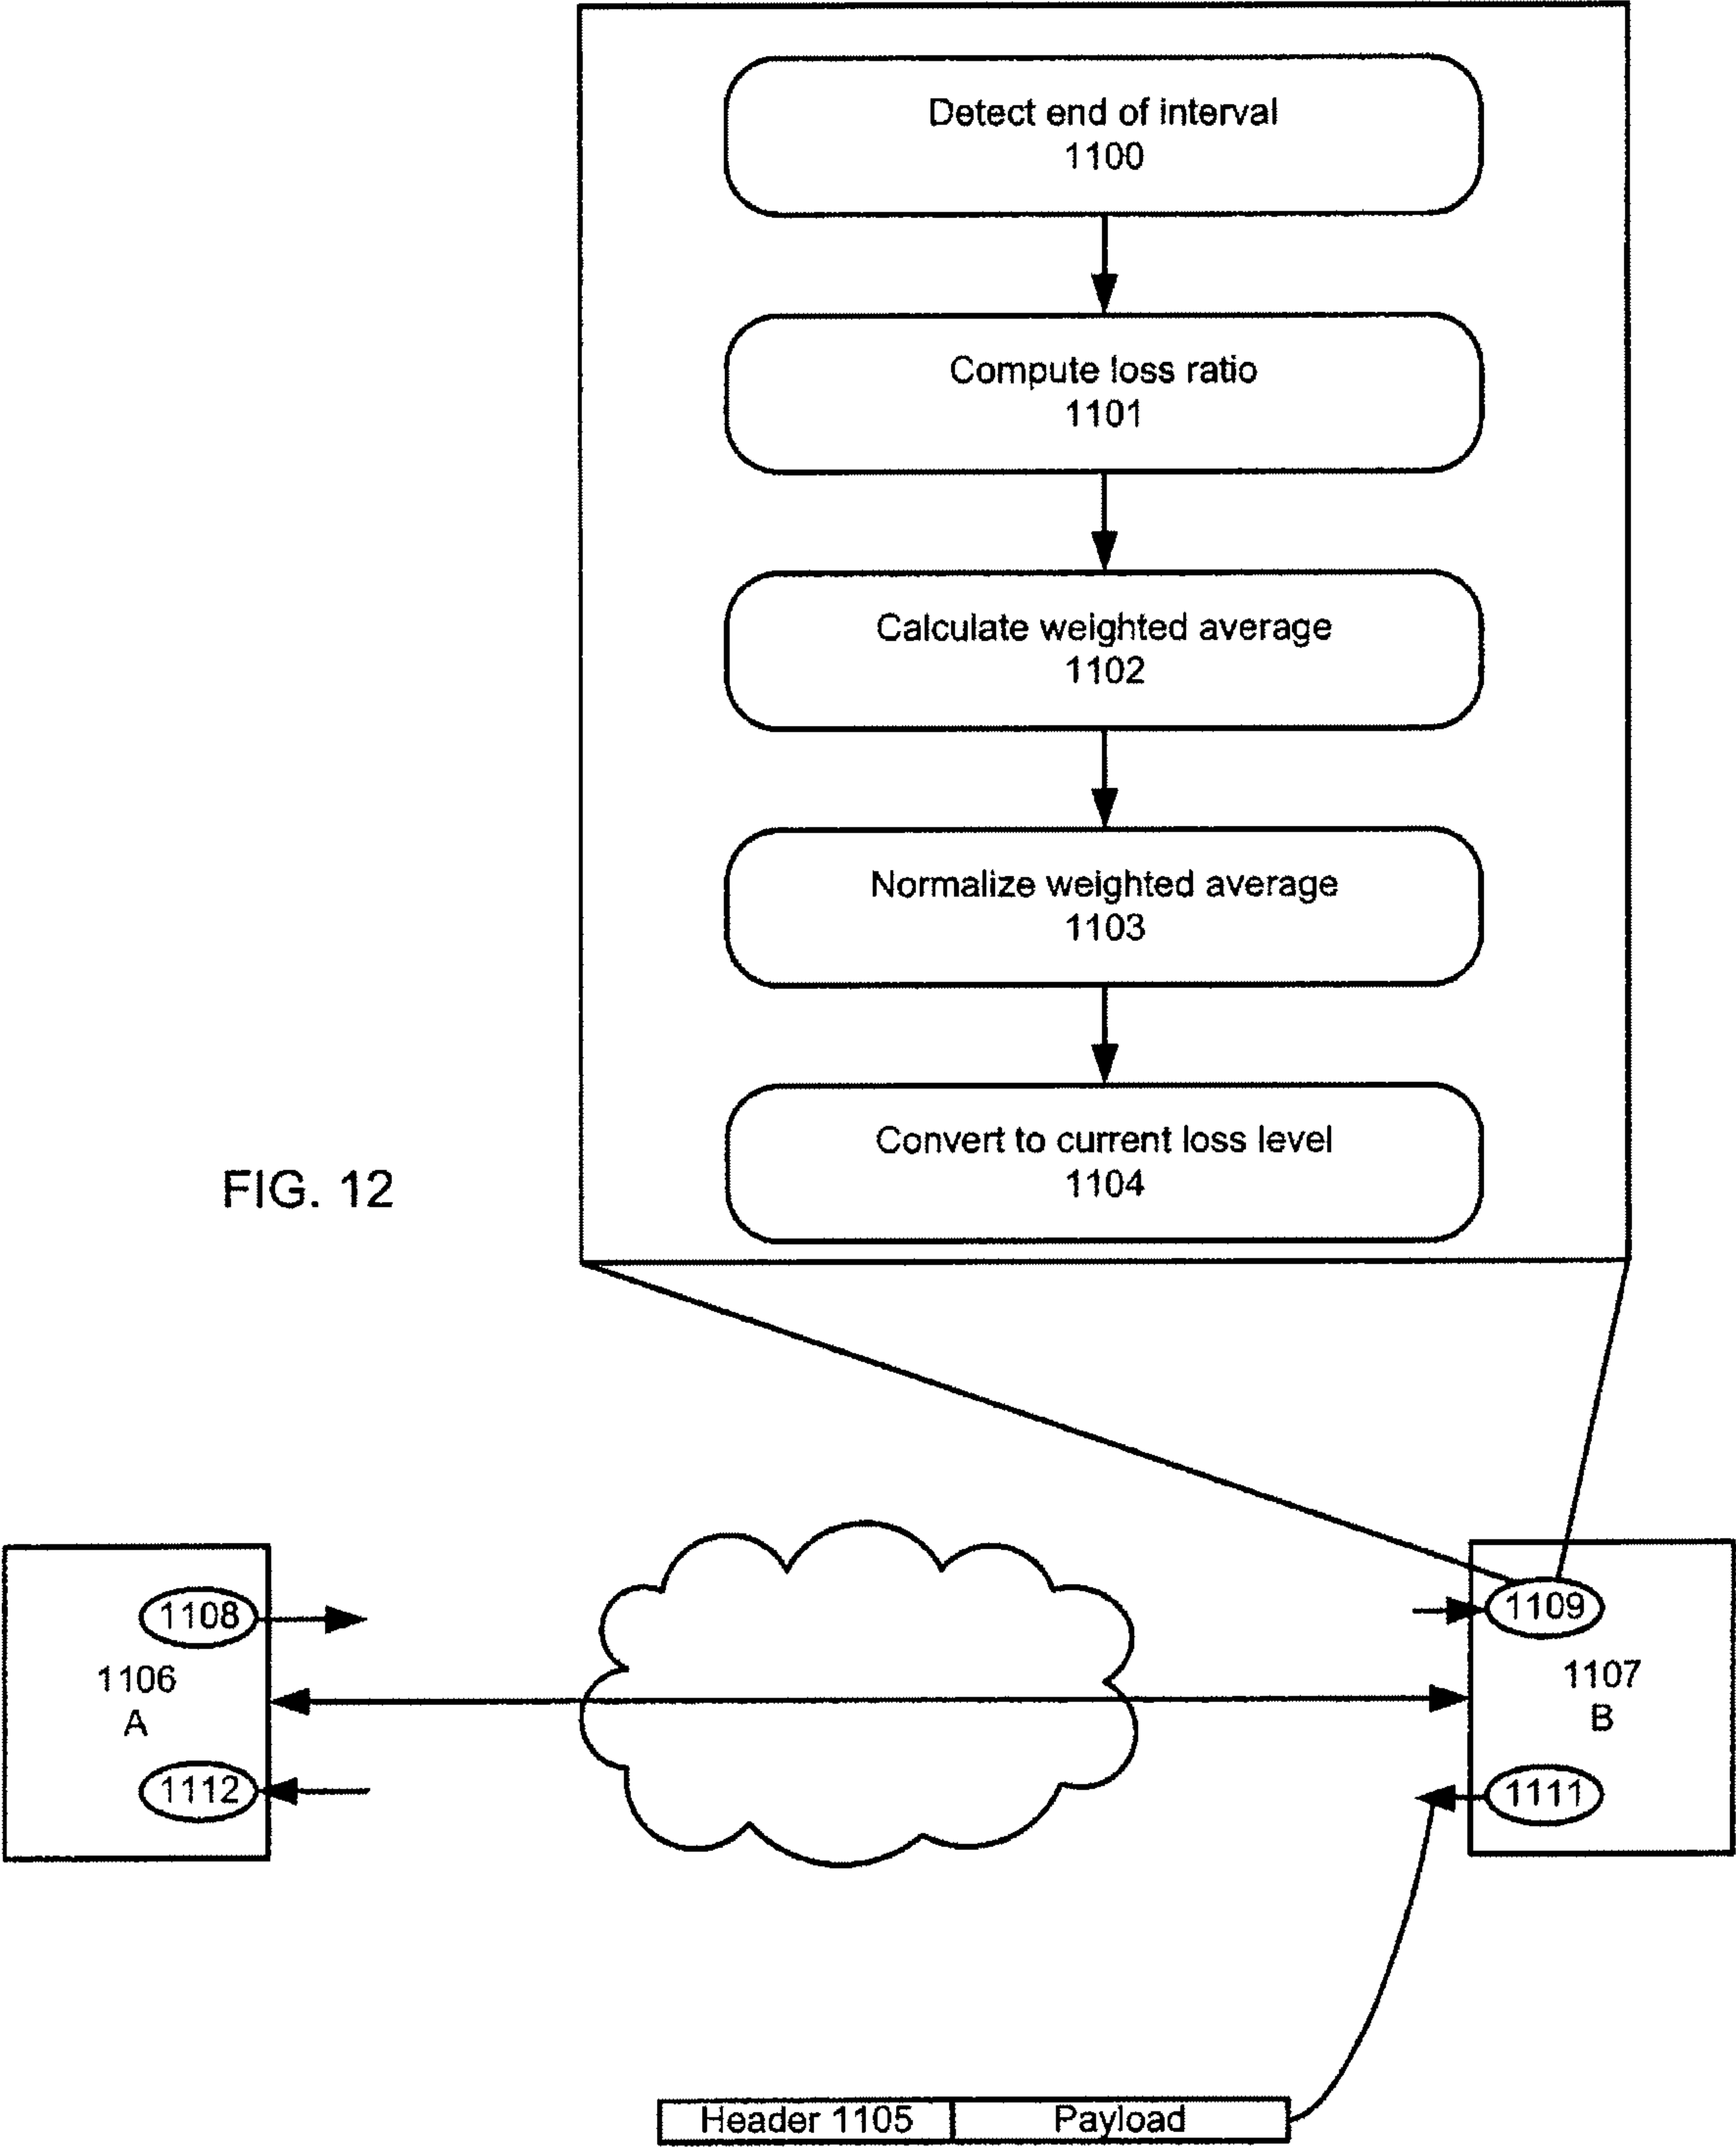 Detect end of interval
1100
Compute loss ratio
1101
Calculate weighted average
1102
Normalize weighted average
1103
Convert to current loss level
1104
FIG. 12
1108
1106
A
1112
1109
1107
B
1111
Header 1105
Payload